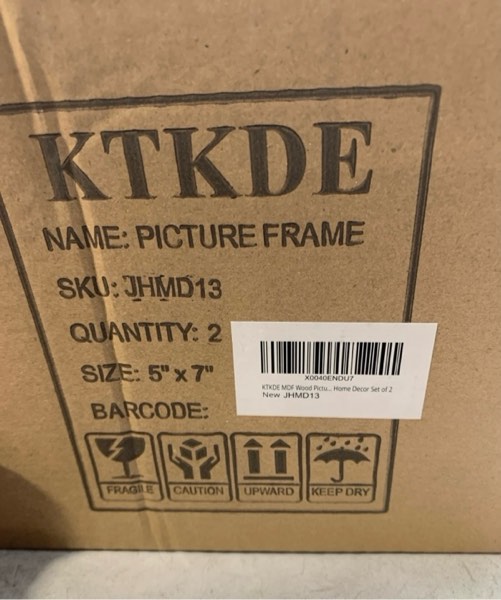 KTKDE
NAME: PICTURE FRAME
SKU: JHMD13
QUANTITY: 2
SIZE: 5" x 7"
BARCODE:
X0040ENDU7
KTKDE MDF Wood Pictu... Home Decor Set of 2
New JHMD13
FRAGILE CAUTION UPWARD KEEP DRY